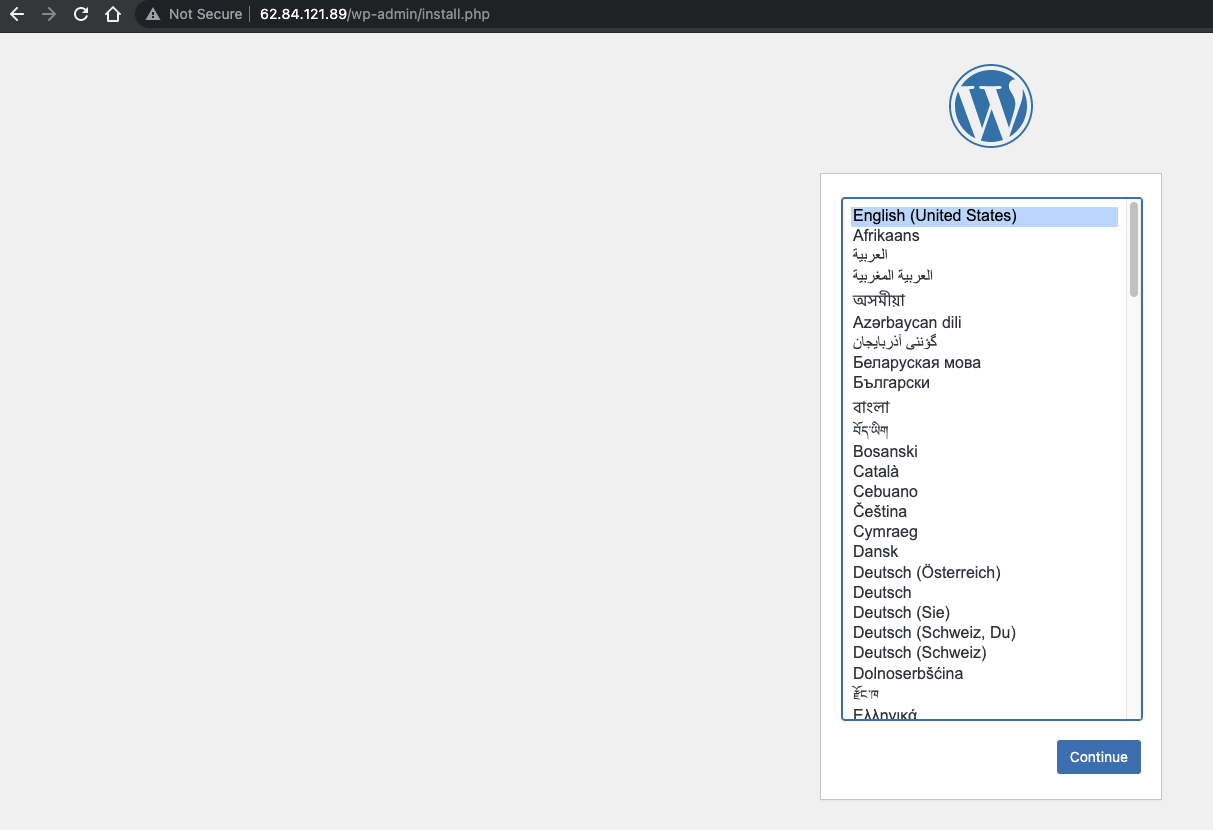 Not Secure | 62.84.121.89/wp-admin/install.php
English (United States)
Afrikaans
العربية
العربية المغربية
অসমীয়া
Azərbaycan dili
گؤنئی آذربایجان
Беларуская мова
Български
বাংলা
བོད་ཡིག
Bosanski
Català
Cebuano
Čeština
Cymraeg
Dansk
Deutsch (Österreich)
Deutsch
Deutsch (Sie)
Deutsch (Schweiz, Du)
Deutsch (Schweiz)
Dolnoserbšćina
རྫོང་ཁ
Ελληνικά
Continue